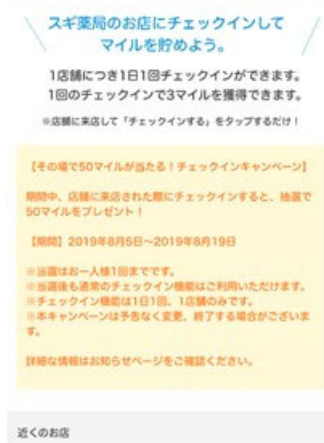 スギ薬局のお店にチェックインして
マイルを貯めよう。
1店舗につき1日1回チェックインができます。
1回のチェックインで3マイルを獲得できます。
※店舗に来店して「チェックインする」をタップするだけ！
【その場で50マイルが当たる！チェックインキャンペーン】
期間中、店舗に来店された際にチェックインすると、抽選で
50マイルをプレゼント！
【期間】2019年8月5日～2019年8月19日
※当選はお一人様1回までです。
※当選後も通常のチェックイン機能はご利用いただけます。
※チェックイン機能は1日1回、1店舗のみです。
※本キャンペーンは予告なく変更、終了する場合がございま
す。
詳細な情報はお知らせページをご確認ください。
近くのお店